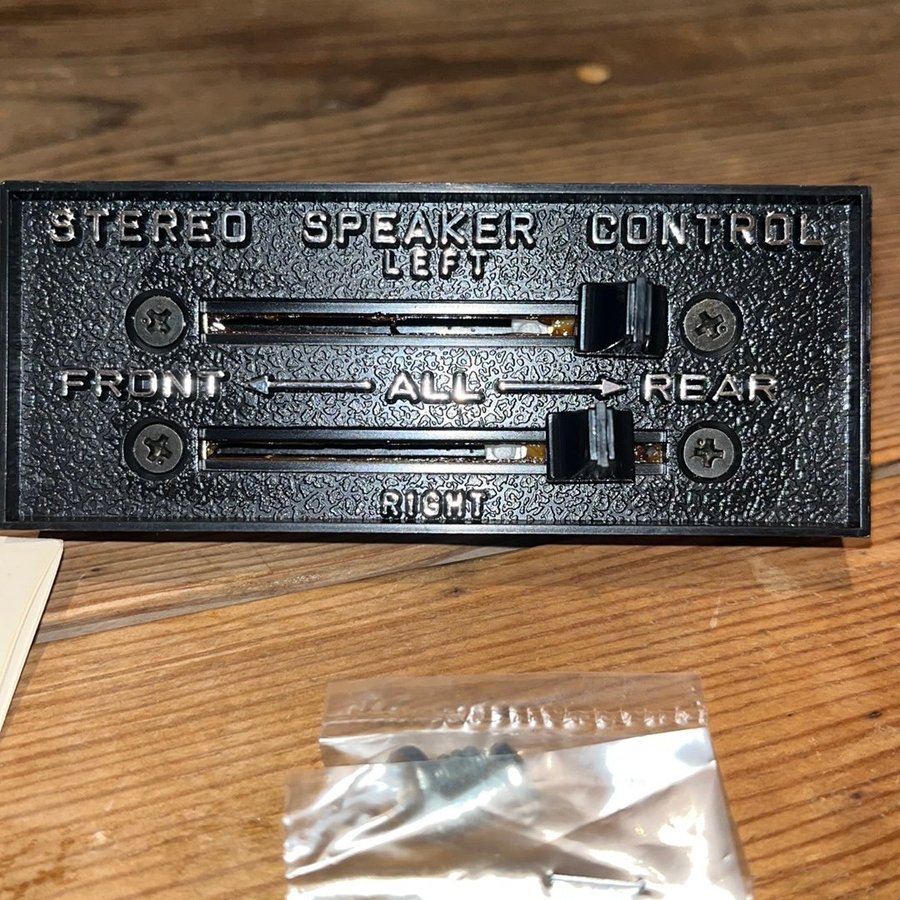 STEREO SPEAKER CONTROL
LEFT
FRONT ALL REAR
RIGHT